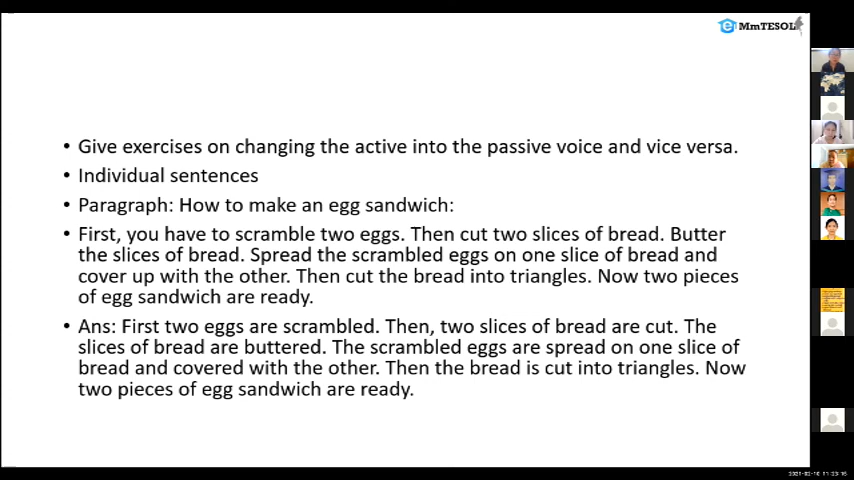 MmTESOL
• Give exercises on changing the active into the passive voice and vice versa.
• Individual sentences
• Paragraph: How to make an egg sandwich:
• First, you have to scramble two eggs. Then cut two slices of bread. Butter
the slices of bread. Spread the scrambled eggs on one slice of bread and
cover up with the other. Then cut the bread into triangles. Now two pieces
of egg sandwich are ready.
• Ans: First two eggs are scrambled. Then, two slices of bread are cut. The
slices of bread are buttered. The scrambled eggs are spread on one slice of
bread and covered with the other. Then the bread is cut into triangles. Now
two pieces of egg sandwich are ready.